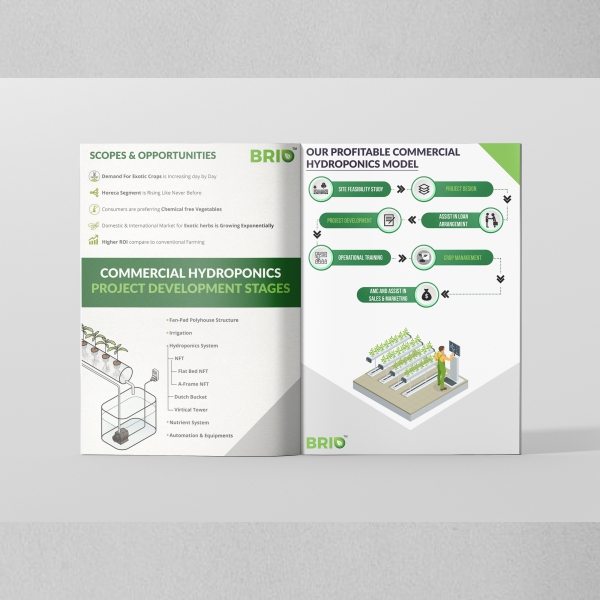 SCOPES & OPPORTUNITIES
BRIO
TM
Demand For Exotic Crops is Increasing day by Day
Horeca Segment is Rising Like Never Before
Consumers are preferring Chemical free Vegetables
Domestic & International Market for Exotic herbs is Growing Exponentially
Higher ROI compare to conventional Farming
COMMERCIAL HYDROPONICS
PROJECT DEVELOPMENT STAGES
Fan-Pad Polyhouse Structure
Irrigation
Hydroponics System
NFT
Flat Bed NFT
A-Frame NFT
Dutch Bucket
Virtical Tower
Nutrient System
Automation & Equipments
OUR PROFITABLE COMMERCIAL
HYDROPONICS MODEL
SITE FEASIBILITY STUDY
PROJECT DESIGN
PROJECT DEVELOPMENT
ASSIST IN LOAN
ARRANGEMENT
OPERATIONAL TRAINING
CROP MANAGEMENT
AMC AND ASSIST IN
SALES & MARKETING
BRIO
TM